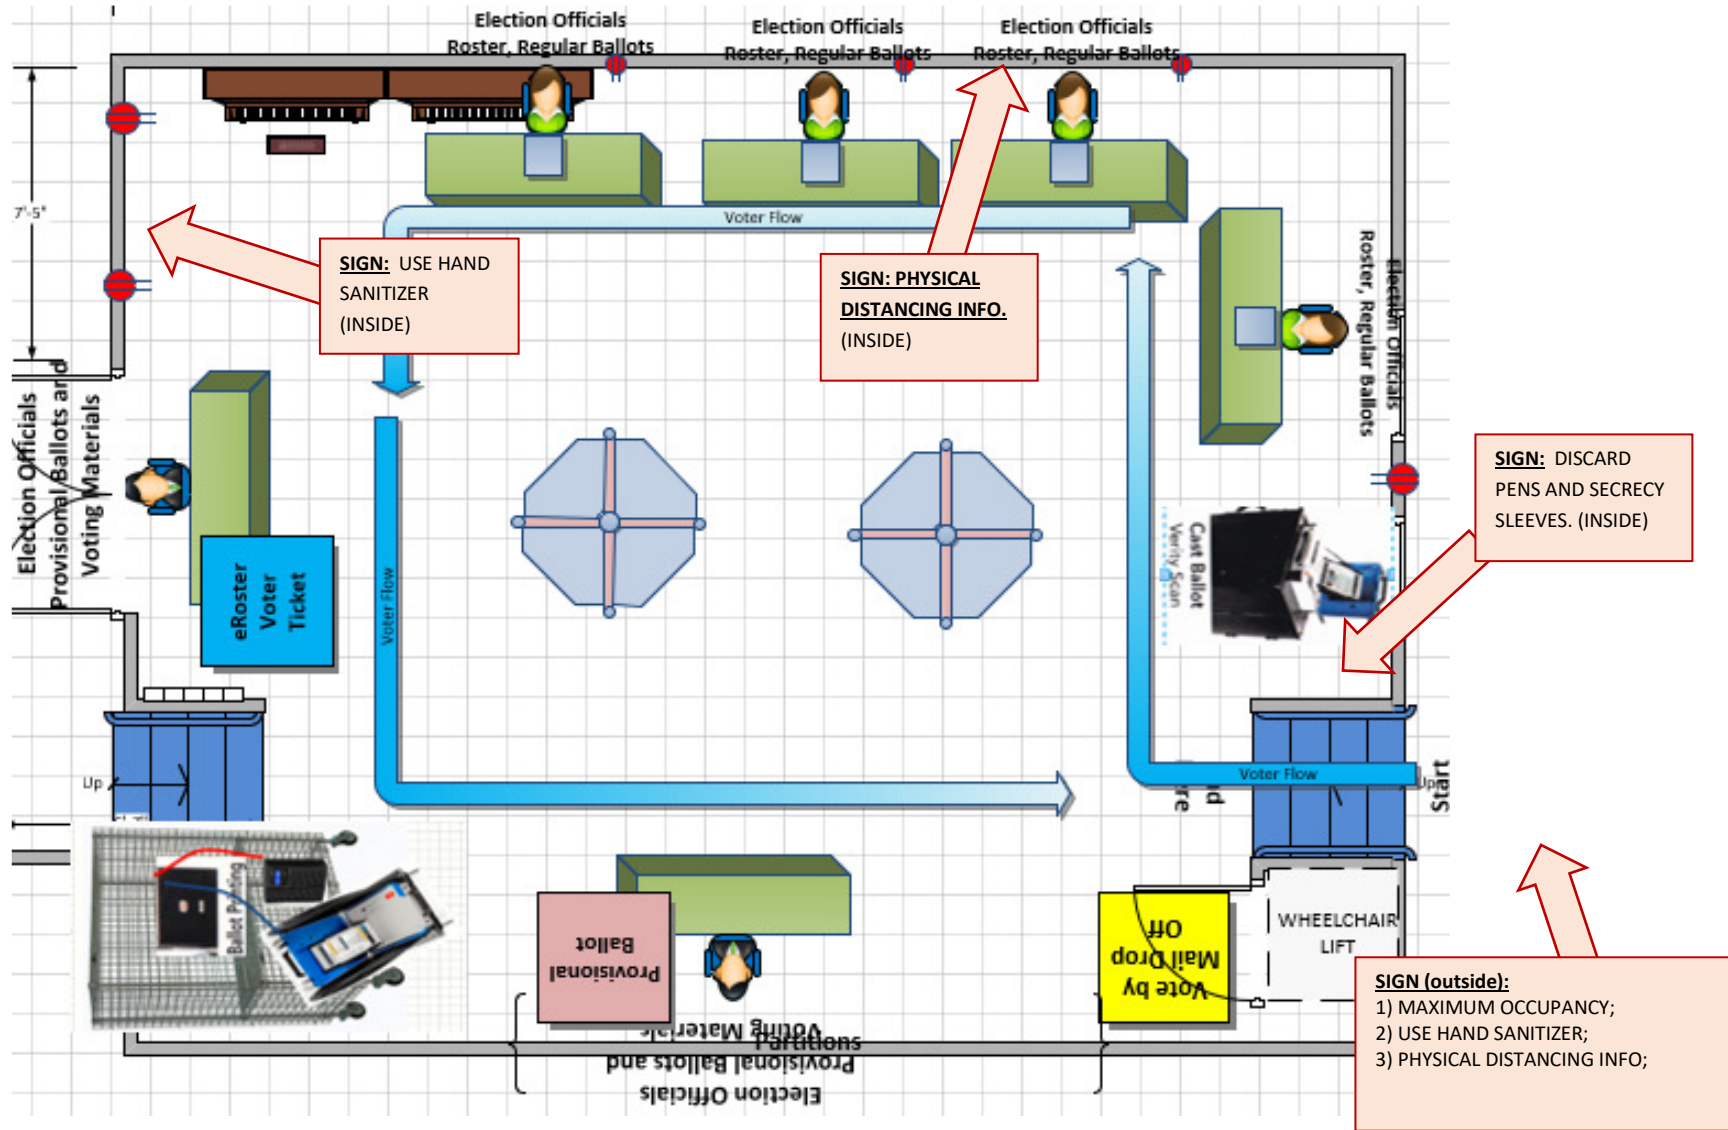 Election Officials
Roster, Regular Ballots
Election Officials
Roster, Regular Ballots
Election Officials
Roster, Regular Ballots
7'-5"
Voter Flow
SIGN: USE HAND
SANITIZER
(INSIDE)
SIGN: PHYSICAL
DISTANCING INFO.
(INSIDE)
Election Officials
Roster, Regular Ballots
Election Officials
Provisional Ballots and
Voting Materials
SIGN: DISCARD
PENS AND SECRECY
SLEEVES. (INSIDE)
Cast Ballot
Verity Scan
eRoster
Voter
Ticket
Voter Flow
Up
Voter Flow
Up
Start
Ballot Printing
Provisional
Ballot
Vote by
Mail Drop
Off
WHEELCHAIR
LIFT
SIGN (outside):
1) MAXIMUM OCCUPANCY;
2) USE HAND SANITIZER;
3) PHYSICAL DISTANCING INFO;
Partitions
Election Officials
Provisional Ballots and
Voting Materials